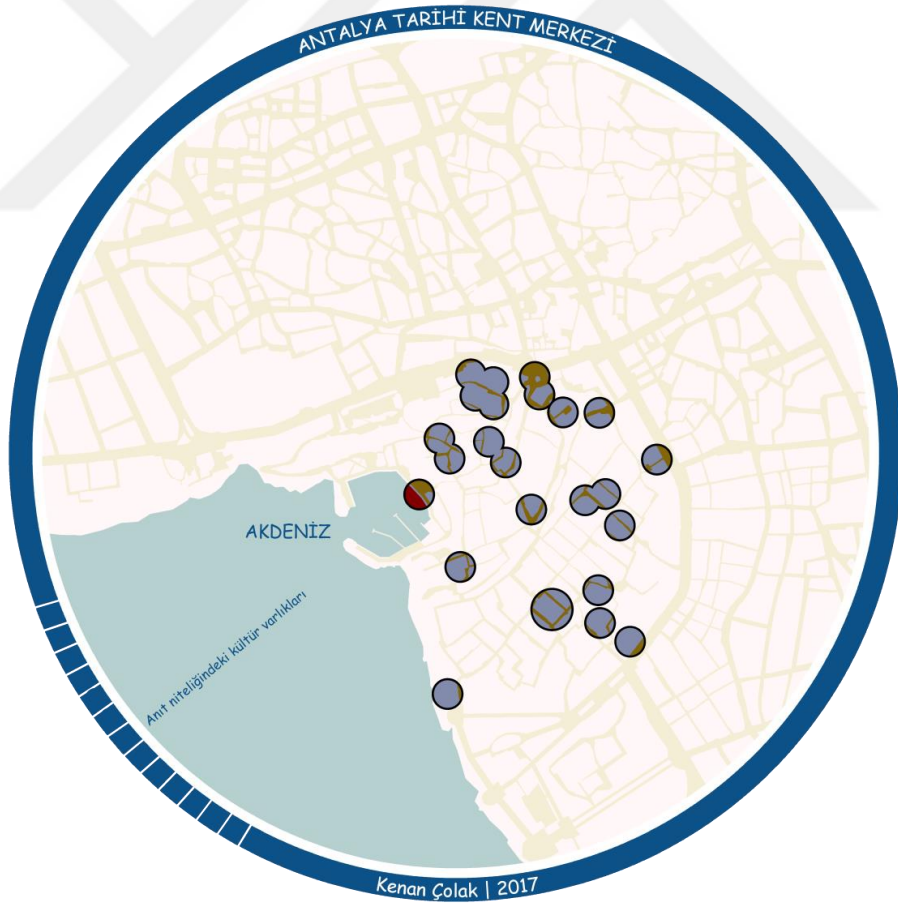 ANTALYA TARİHİ KENT MERKEZİ
AKDENİZ
Anıt niteliğindeki kültür varlıkları
Kenan Çolak | 2017